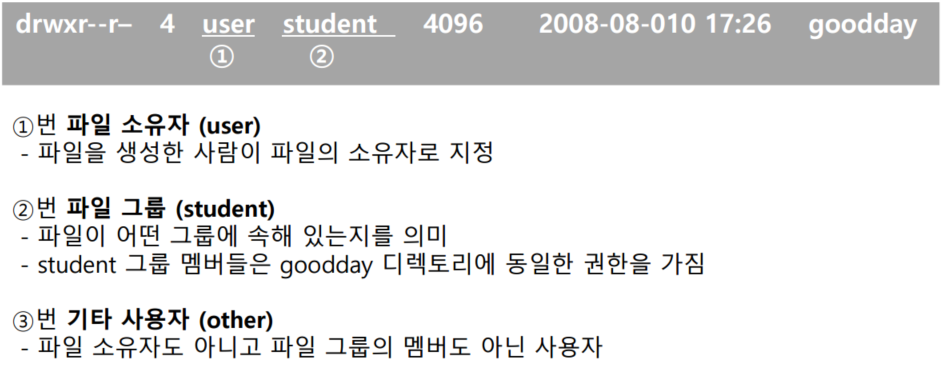 drwxr--r– 4 user student 4096 2008-08-010 17:26 goodday
① ②
①번 파일 소유자 (user)
- 파일을 생성한 사람이 파일의 소유자로 지정
②번 파일 그룹 (student)
- 파일이 어떤 그룹에 속해 있는지를 의미
- student 그룹 멤버들은 goodday 디렉토리에 동일한 권한을 가짐
③번 기타 사용자 (other)
- 파일 소유자도 아니고 파일 그룹의 멤버도 아닌 사용자